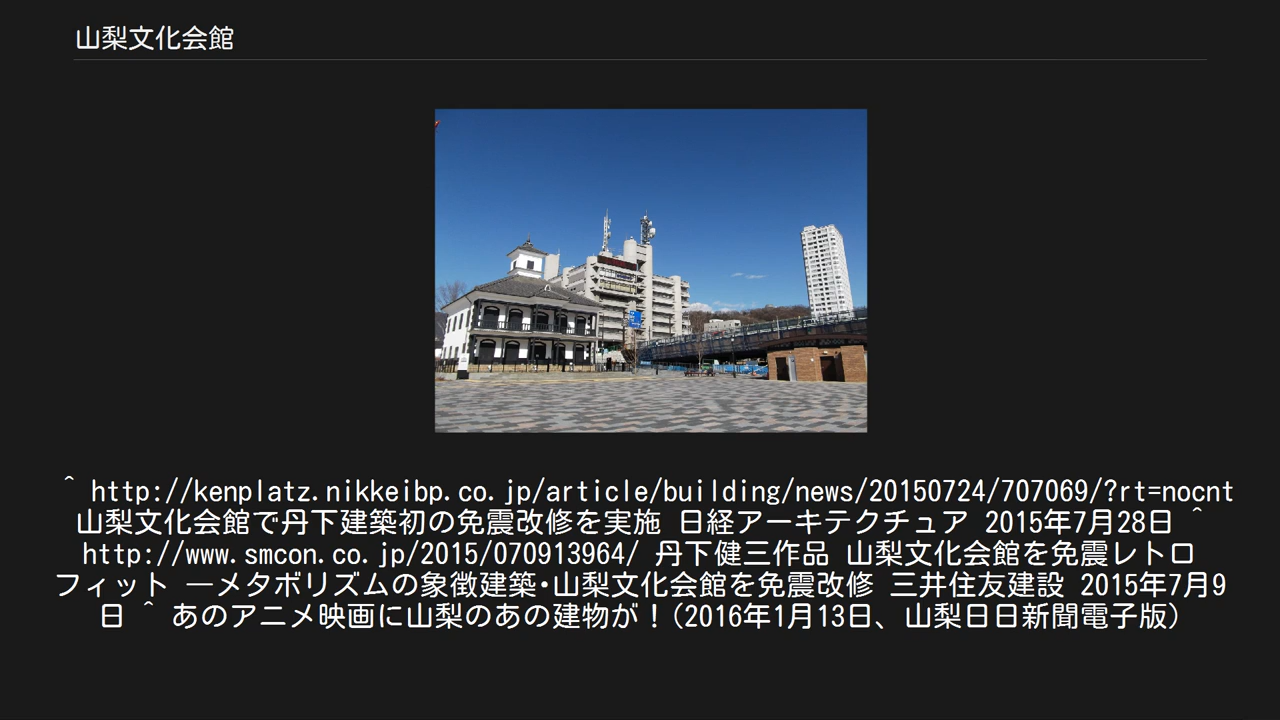 山梨文化会館
^ http://kenplatz.nikkeibp.co.jp/article/building/news/20150724/707069/?rt=nocnt
山梨文化会館で丹下建築初の免震改修を実施 日経アーキテクチュア 2015年7月28日 ^
http://www.smcon.co.jp/2015/070913964/ 丹下健三作品 山梨文化会館を免震レトロ
フィット ―メタボリズムの象徴建築・山梨文化会館を免震改修 三井住友建設 2015年7月9
日 ^ あのアニメ映画に山梨のあの建物が！（2016年1月13日、山梨日日新聞電子版）